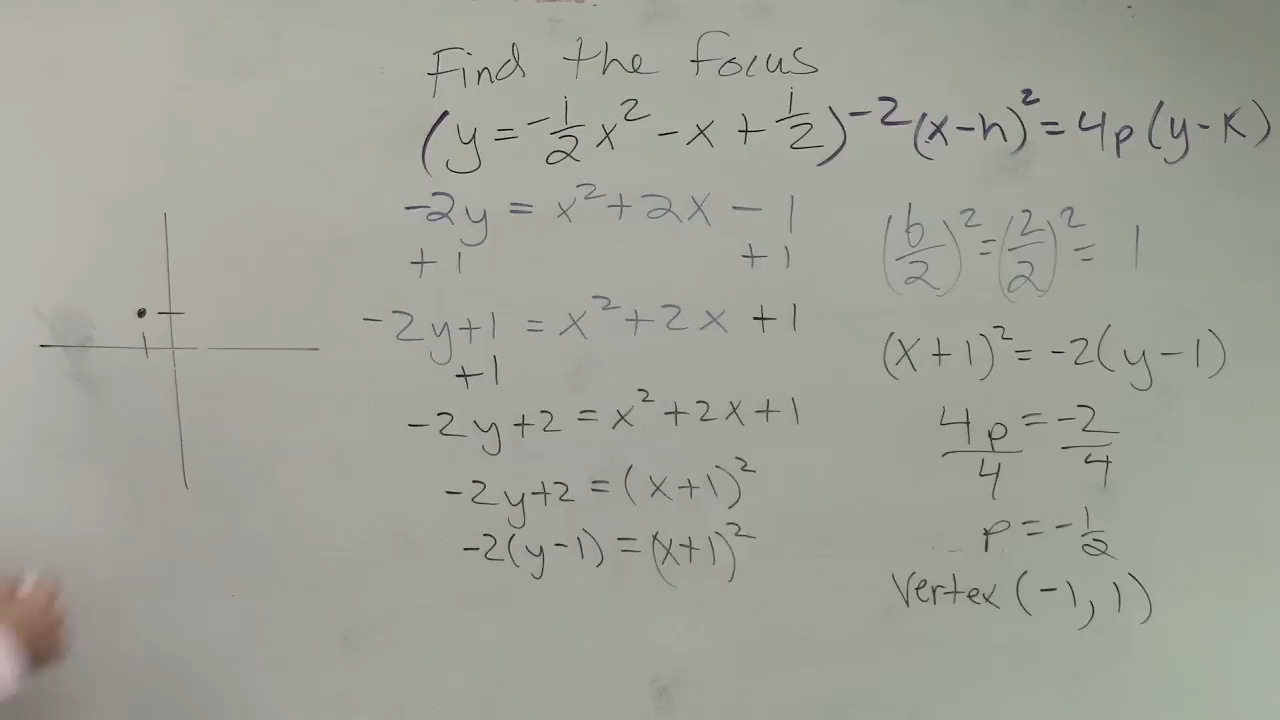 Find the focus
(y = -1/2 x² - x + 1/2) -2 (x-h)² = 4p(y-k)
-2y = x² + 2x - 1
+1 +1
-2y+1 = x² + 2x + 1
+1
-2y+2 = x² + 2x + 1
-2y+2 = (x+1)²
-2(y-1) = (x+1)²
(b/2)² = (2/2)² = 1
(x+1)² = -2(y-1)
4p = -2
4 4
p = -1/2
Vertex (-1, 1)